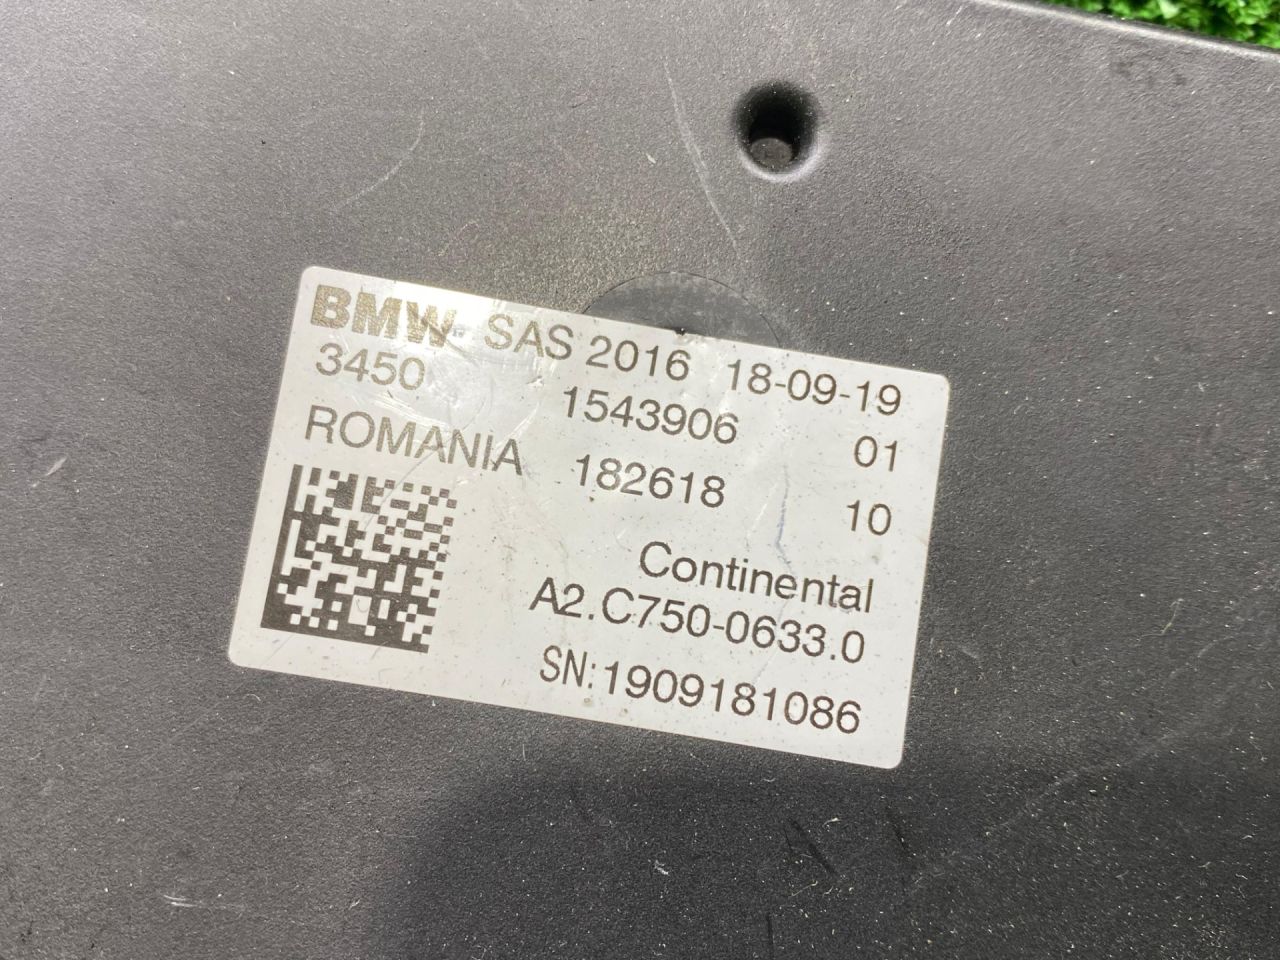 BMW SAS 2016 18-09-19
3450 1543906 01
ROMANIA 182618 10
Continental
A2.C750-0633.0
SN:1909181086